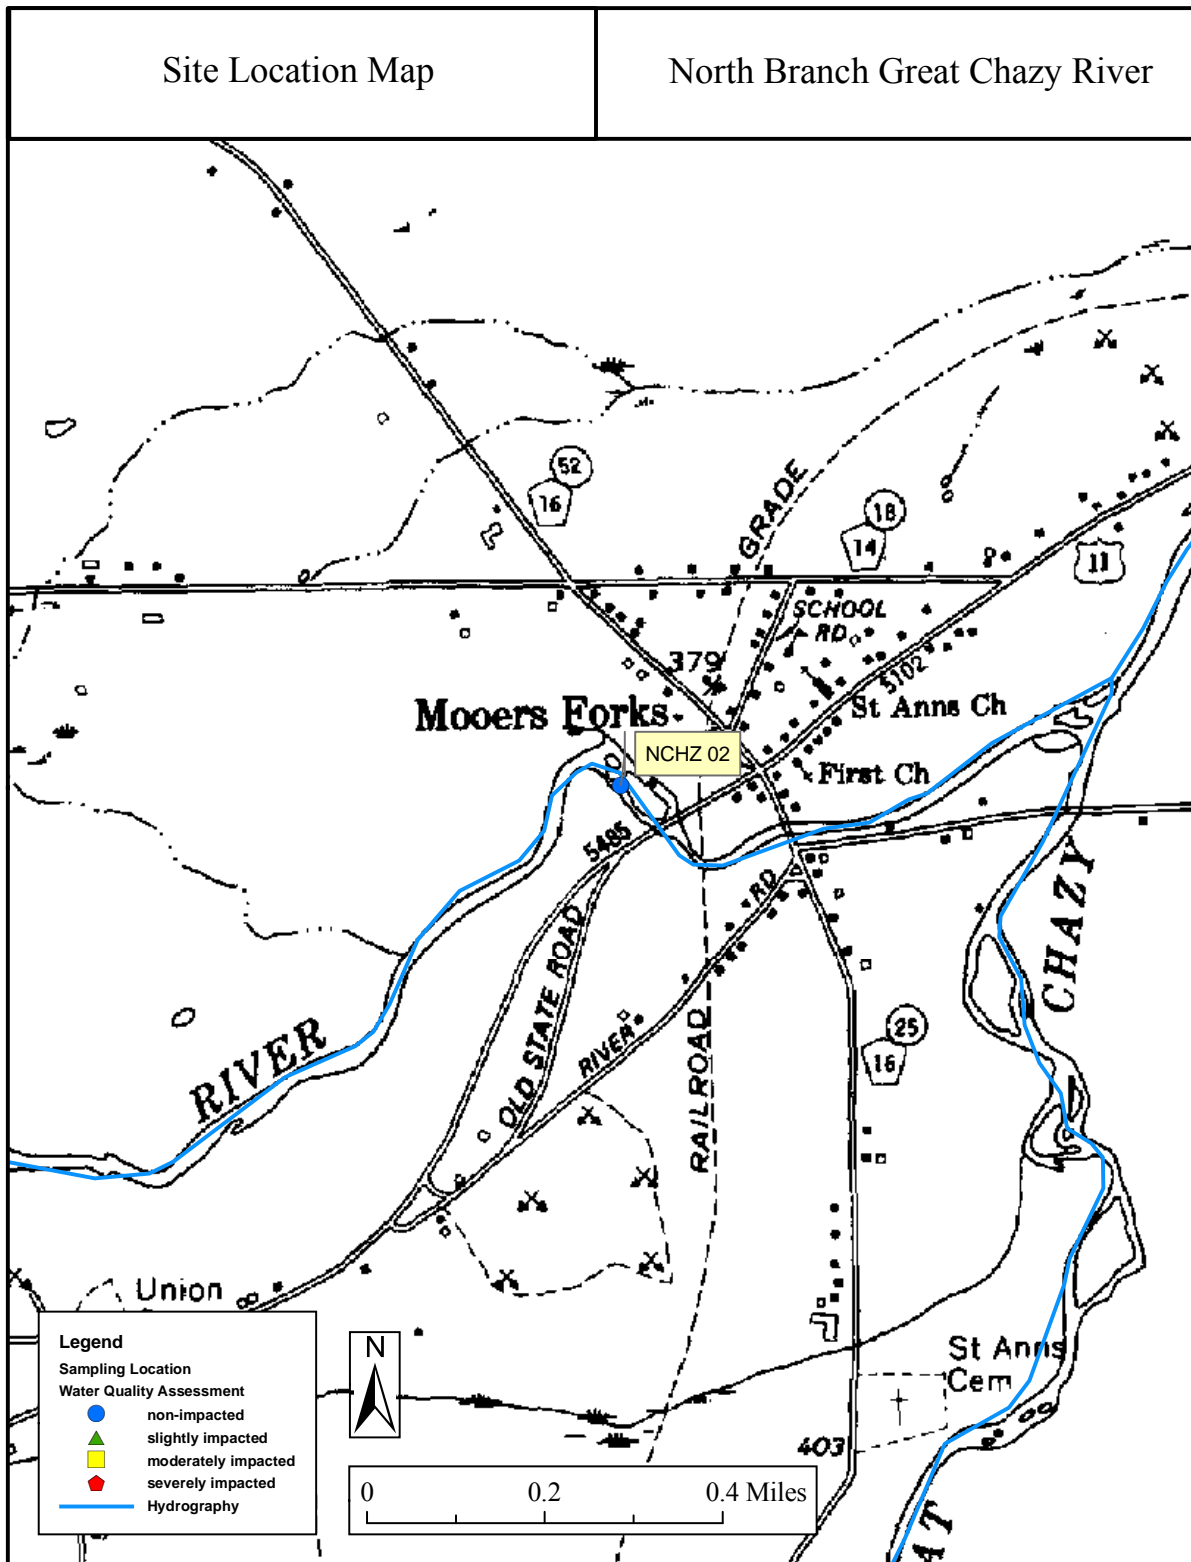 Site Location Map
North Branch Great Chazy River
52
16
GRADE
18
14
11
SCHOOL
RD
379
5102
Mooers Forks
St Anns Ch
NCHZ 02
First Ch
5485
RD
CHAZY
OLD STATE ROAD
RIVER
RIVER
RAILROAD
25
16
Union
St Anns
Cem
403
AT
Legend
Sampling Location
Water Quality Assessment
non-impacted
slightly impacted
moderately impacted
severely impacted
Hydrography
N
0 0.2 0.4 Miles